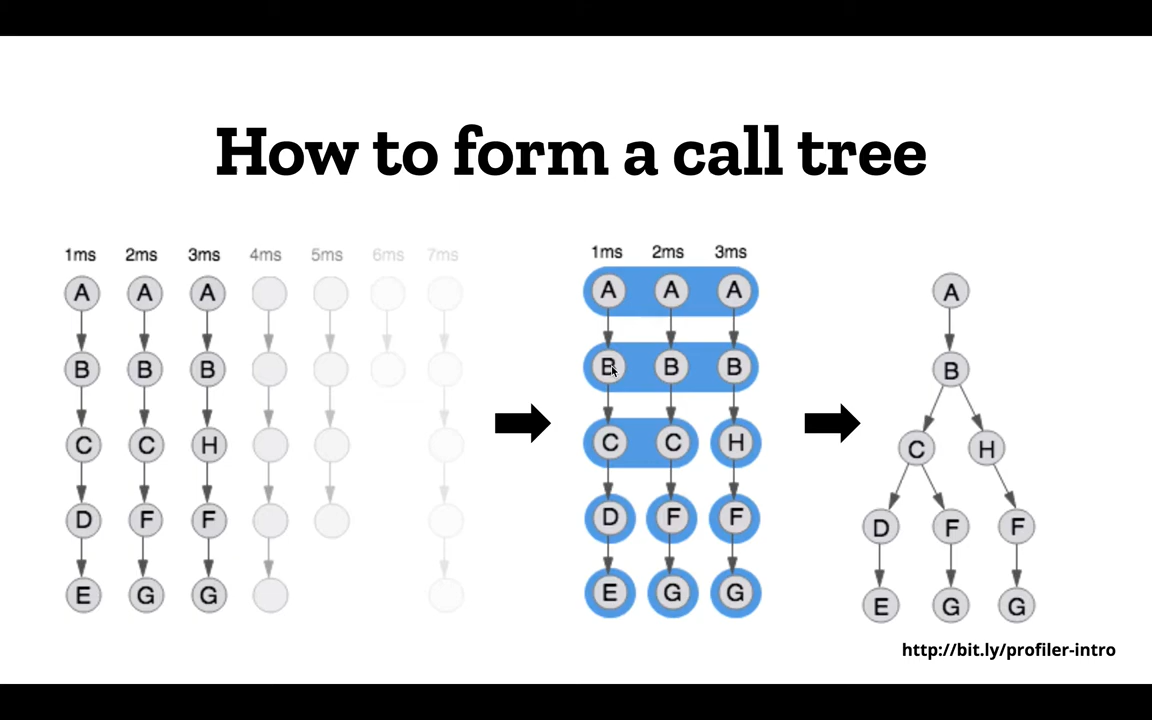 How to form a call tree
1ms 2ms 3ms 4ms 5ms 6ms 7ms
A A A
B B B
C C H
D F F
E G G
1ms 2ms 3ms
A A A
B B B
C C H
D F F
E G G
A
B
C H
D F F
E G G
http://bit.ly/profiler-intro